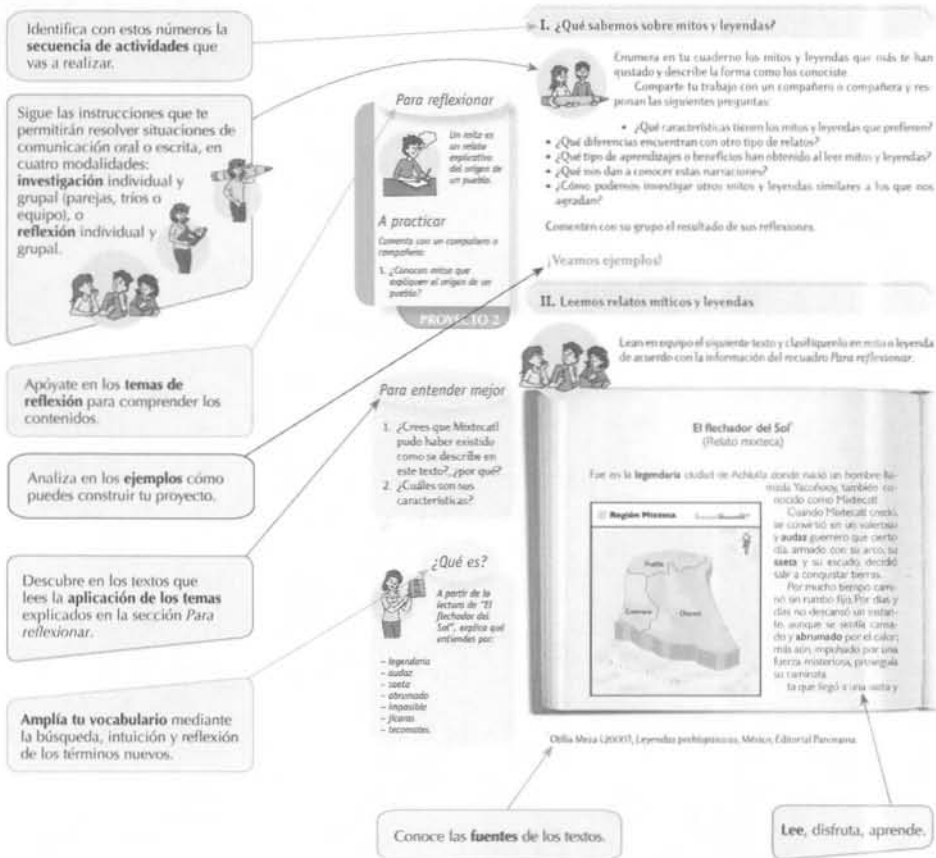 Identifica con estos números la
secuencia de actividades que
vas a realizar.
Sigue las instrucciones que te
permitirán resolver situaciones de
comunicación oral o escrita, en
cuatro modalidades:
investigación individual y
grupal (parejas, tríos o
equipo), o
reflexión individual y
grupal.
Apóyate en los temas de
reflexión para comprender los
contenidos.
Analiza en los ejemplos cómo
puedes construir tu proyecto.
Descubre en los textos que
lees la aplicación de los temas
explicados en la sección Para
reflexionar.
Amplía tu vocabulario mediante
la búsqueda, intuición y reflexión
de los términos nuevos.
Para reflexionar
Un mito es
un relato
explicativo
del origen de
un pueblo.
A practicar
Comenta con un compañero o
compañera:
1. ¿Conocen mitos que
expliquen el origen de un
pueblo?
PROYECTO 2
Para entender mejor
1. ¿Crees que Mixtecatl
pudo haber existido
como se describe en
este texto?, ¿por qué?
2. ¿Cuáles son sus
características?
¿Qué es?
A partir de la
lectura de "El
flechador del
Sol", explica qué
entiendes por:
– legendaria
– audaz
– saeta
– abrumado
– imposible
– jícaras
– tecomates.
I. ¿Qué sabemos sobre mitos y leyendas?
Enumera en tu cuaderno los mitos y leyendas que más te han
gustado y describe la forma como los conociste.
Comparte tu trabajo con un compañero o compañera y res-
ponan las siguientes preguntas:
• ¿Qué características tienen los mitos y leyendas que prefieren?
• ¿Qué diferencias encuentran con otro tipo de relatos?
• ¿Qué tipo de aprendizajes o beneficios han obtenido al leer mitos y leyendas?
• ¿Qué nos dan a conocer estas narraciones?
• ¿Cómo podemos investigar otros mitos y leyendas similares a los que nos
agradan?
Comenten con su grupo el resultado de sus reflexiones.
¡Veamos ejemplos!
II. Leemos relatos míticos y leyendas
Lean en equipo el siguiente texto y clasifíquenlo en mito o leyenda
de acuerdo con la información del recuadro Para reflexionar.
El flechador del Sol
(Relato mixteca)
Fue en la legendaria ciudad de Achiutla donde nació un hombre lla-
mado Yacoñooy, también co-
nocido como Mixtecatl.
Cuando Mixtecatl creció,
se convirtió en un valeroso
y audaz guerrero que cierto
día, armado con su arco, su
saeta y su escudo, decidió
salir a conquistar tierras.
Por mucho tiempo cami-
nó sin rumbo fijo. Por días y
días no descansó un instan-
te, aunque se sentía cansa-
do y abrumado por el calor;
más aún, impulsado por una
fuerza misteriosa, proseguía
su caminata.
ta que llegó a una vasta y
Región Mixteca
Puebla
Guerrero
Oaxaca
Otilia Meza (2000), Leyendas prehispánicas, México, Editorial Panorama.
Conoce las fuentes de los textos.
Lee, disfruta, aprende.